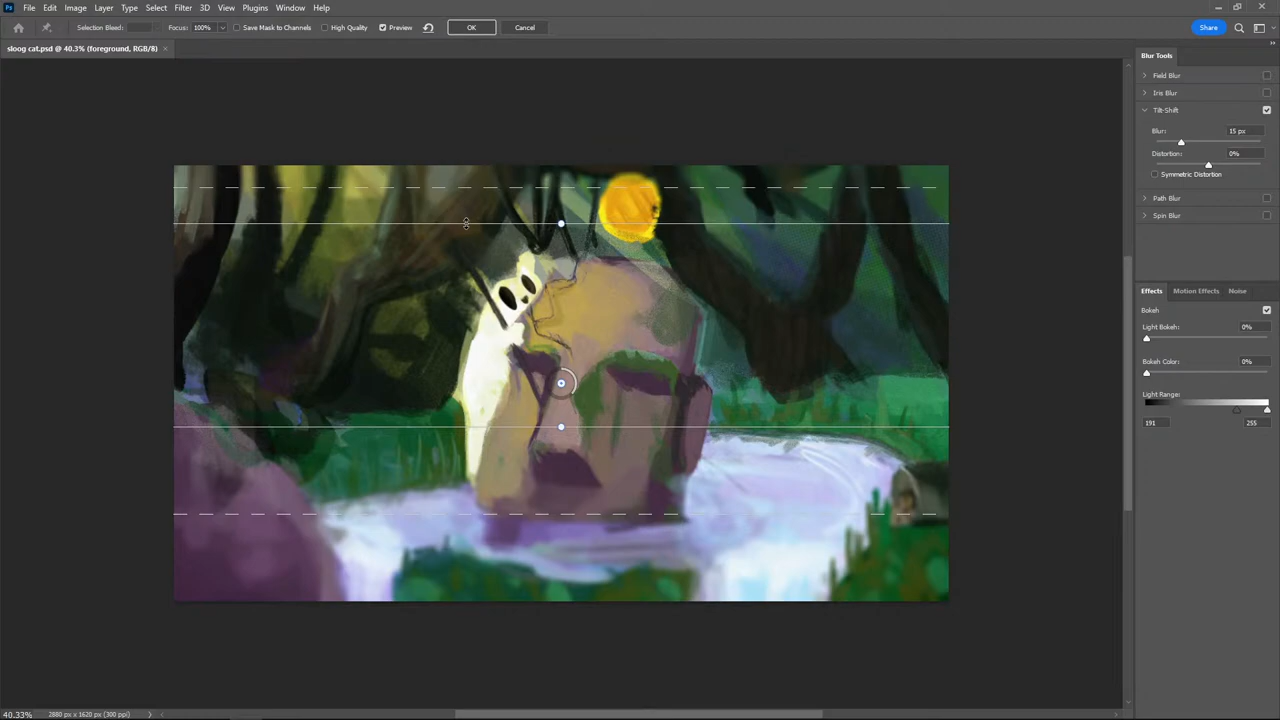 Ps File Edit Image Layer Type Select Filter 3D View Plugins Window Help
Selection Bleed: Focus: 100% Save Mask to Channels High Quality Preview OK Cancel Share
sloog cat.psd @ 40.3% (foreground, RGB/8) ×
Blur Tools
Field Blur
Iris Blur
Tilt-Shift
Blur: 15 px
Distortion: 0%
Symmetric Distortion
Path Blur
Spin Blur
Effects Motion Effects Noise
Bokeh
Light Bokeh: 0%
Bokeh Color: 0%
Light Range:
191 255
40.33% 2880 px x 1620 px (300 ppi)